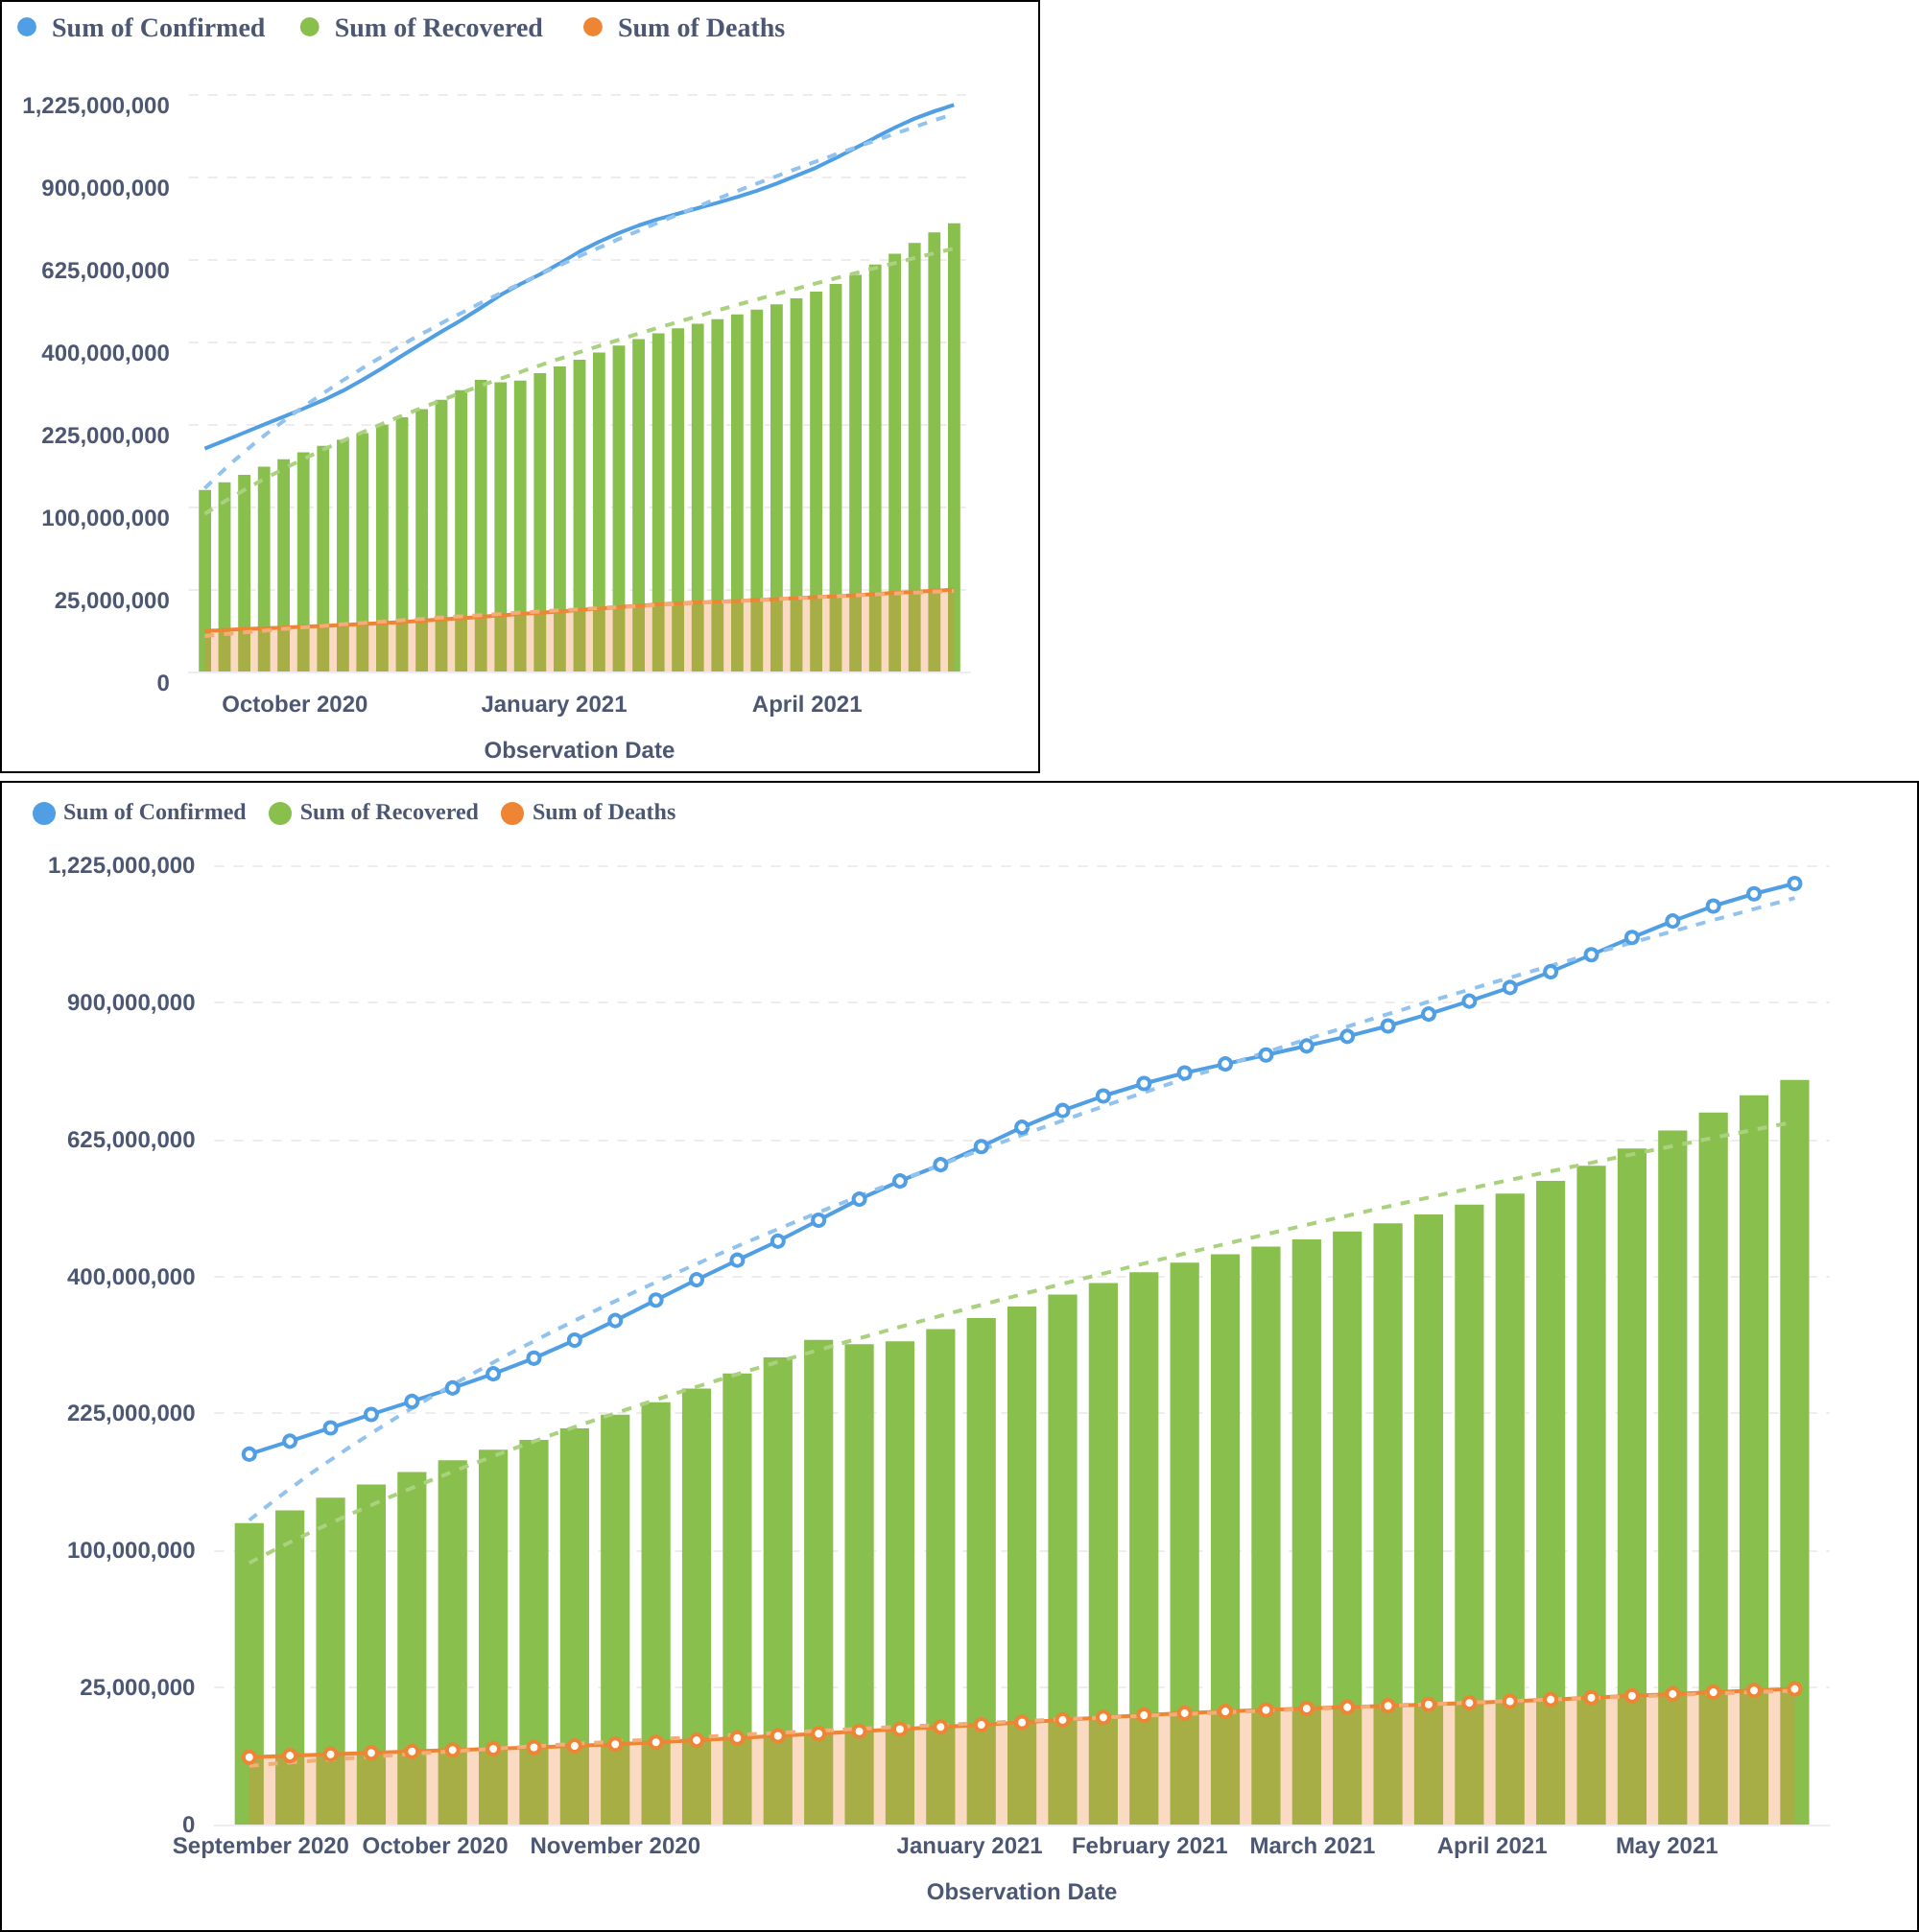 Sum of Confirmed Sum of Recovered Sum of Deaths
1,225,000,000
900,000,000
625,000,000
400,000,000
225,000,000
100,000,000
25,000,000
0
October 2020 January 2021 April 2021
Observation Date
Sum of Confirmed Sum of Recovered Sum of Deaths
1,225,000,000
900,000,000
625,000,000
400,000,000
225,000,000
100,000,000
25,000,000
0
September 2020 October 2020 November 2020 January 2021 February 2021 March 2021 April 2021 May 2021
Observation Date